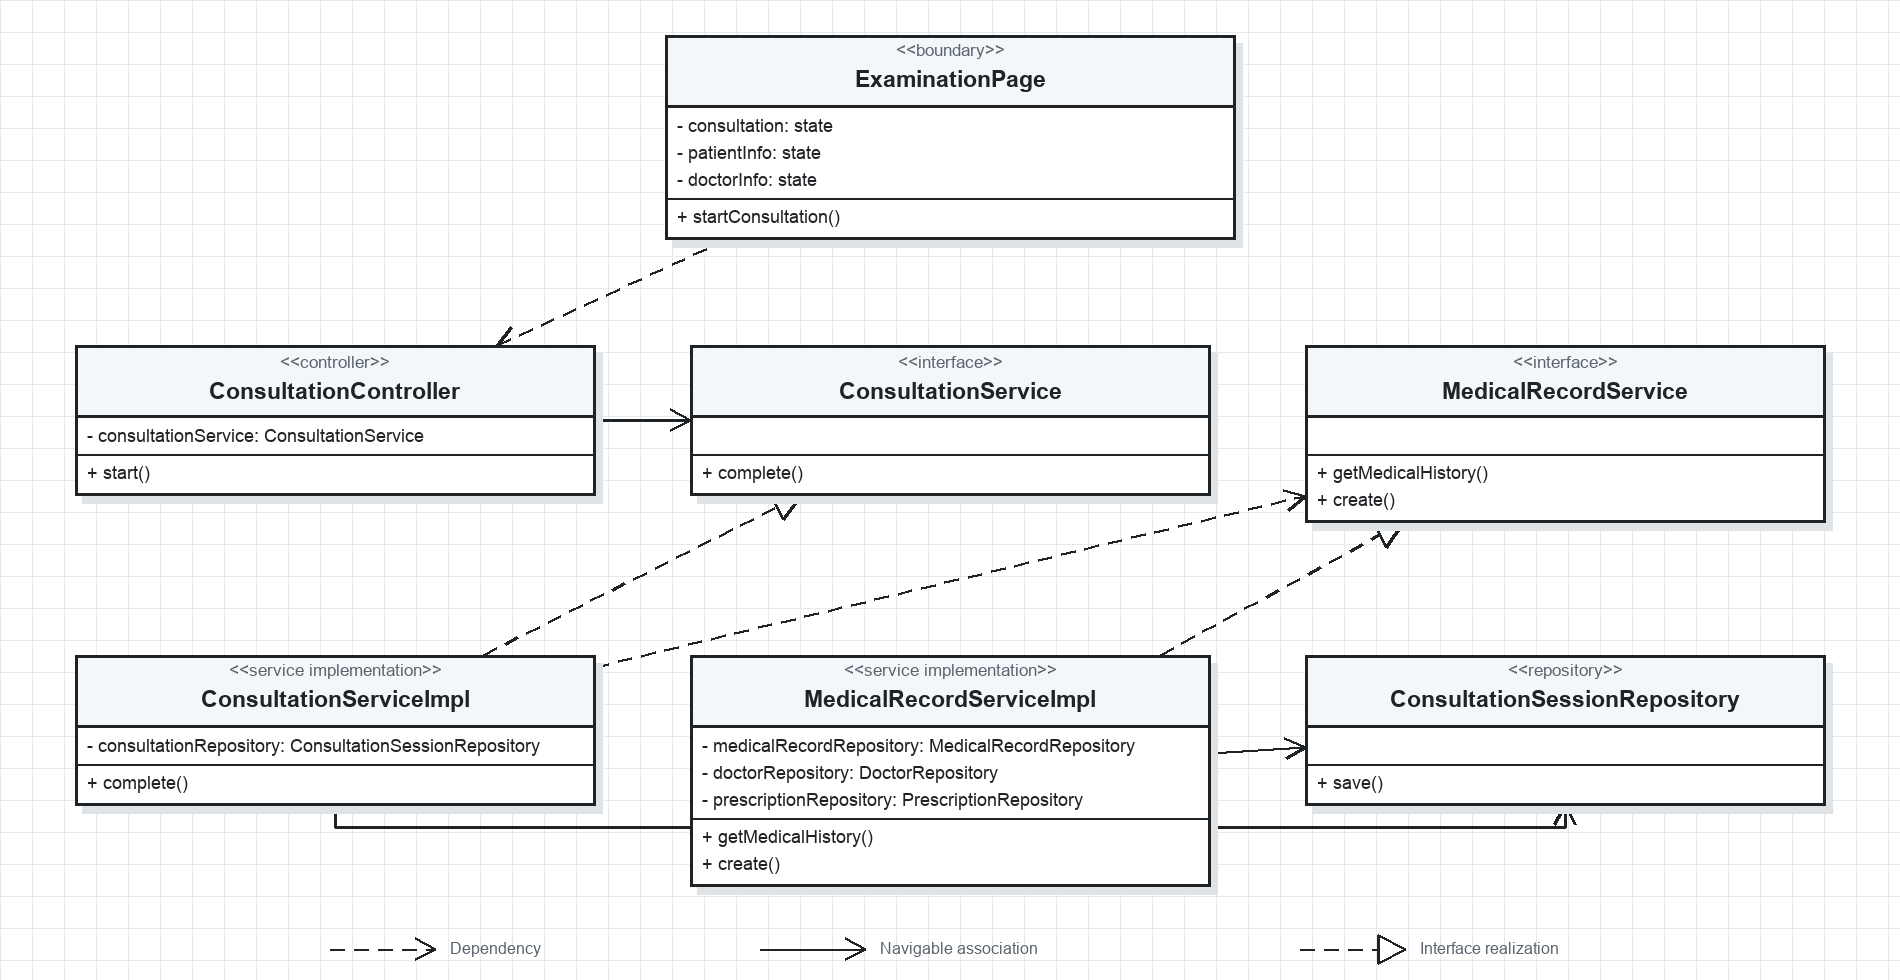 <<boundary>>
ExaminationPage
- consultation: state
- patientInfo: state
- doctorInfo: state
+ startConsultation()
<<controller>>
ConsultationController
- consultationService: ConsultationService
+ start()
<<interface>>
ConsultationService
+ complete()
<<interface>>
MedicalRecordService
+ getMedicalHistory()
+ create()
<<service implementation>>
ConsultationServiceImpl
- consultationRepository: ConsultationSessionRepository
+ complete()
<<service implementation>>
MedicalRecordServiceImpl
- medicalRecordRepository: MedicalRecordRepository
- doctorRepository: DoctorRepository
- prescriptionRepository: PrescriptionRepository
+ getMedicalHistory()
+ create()
<<repository>>
ConsultationSessionRepository
+ save()
Dependency
Navigable association
Interface realization